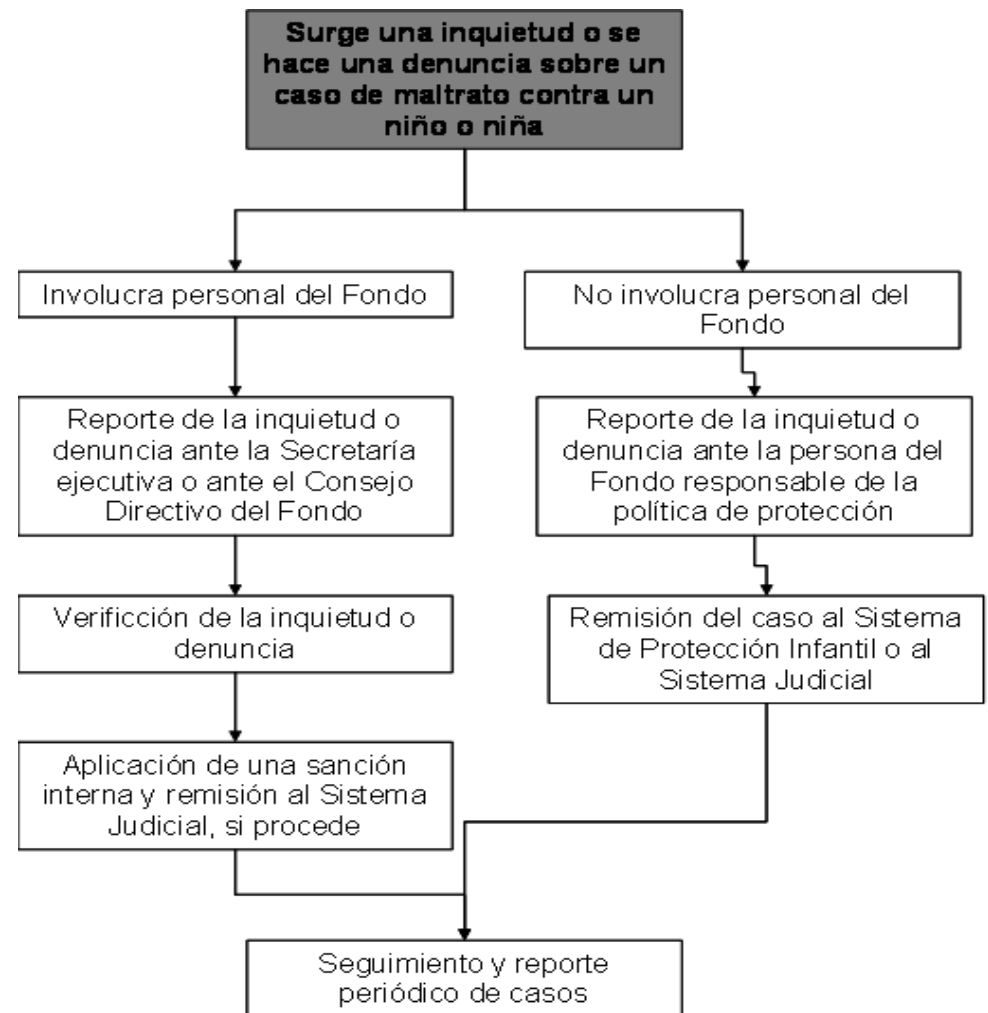 Surge una inquietud o se
hace una denuncia sobre un
caso de maltrato contra un
niño o niña
Involucra personal del Fondo
No involucra personal del
Fondo
Reporte de la inquietud o
denuncia ante la Secretaría
ejecutiva o ante el Consejo
Directivo del Fondo
Reporte de la inquietud o
denuncia ante la persona del
Fondo responsable de la
política de protección
Verificción de la inquietud o
denuncia
Remisión del caso al Sistema
de Protección Infantil o al
Sistema Judicial
Aplicación de una sanción
interna y remisión al Sistema
Judicial, si procede
Seguimiento y reporte
periódico de casos